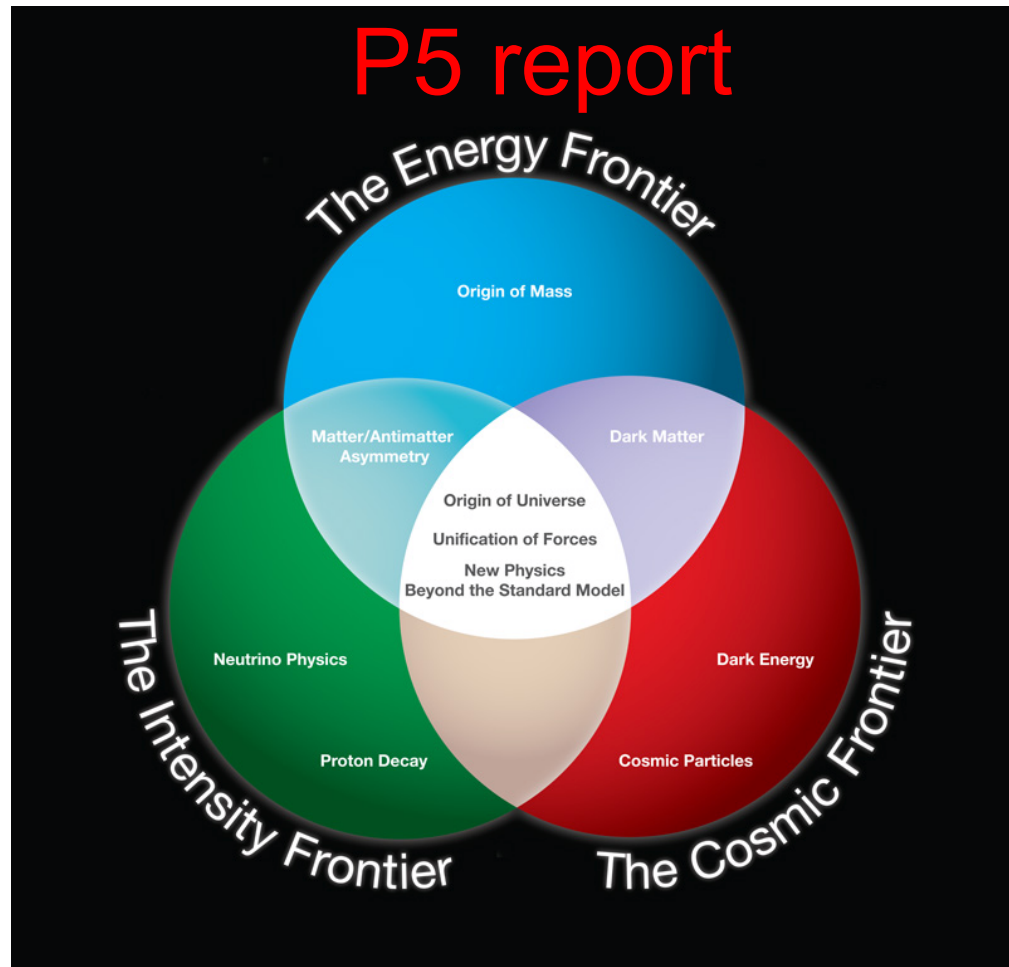 P5 report
The Energy Frontier
Origin of Mass
Matter/Antimatter
Asymmetry
Dark Matter
Origin of Universe
Unification of Forces
New Physics
Beyond the Standard Model
Neutrino Physics
Dark Energy
Proton Decay
Cosmic Particles
The Intensity Frontier
The Cosmic Frontier